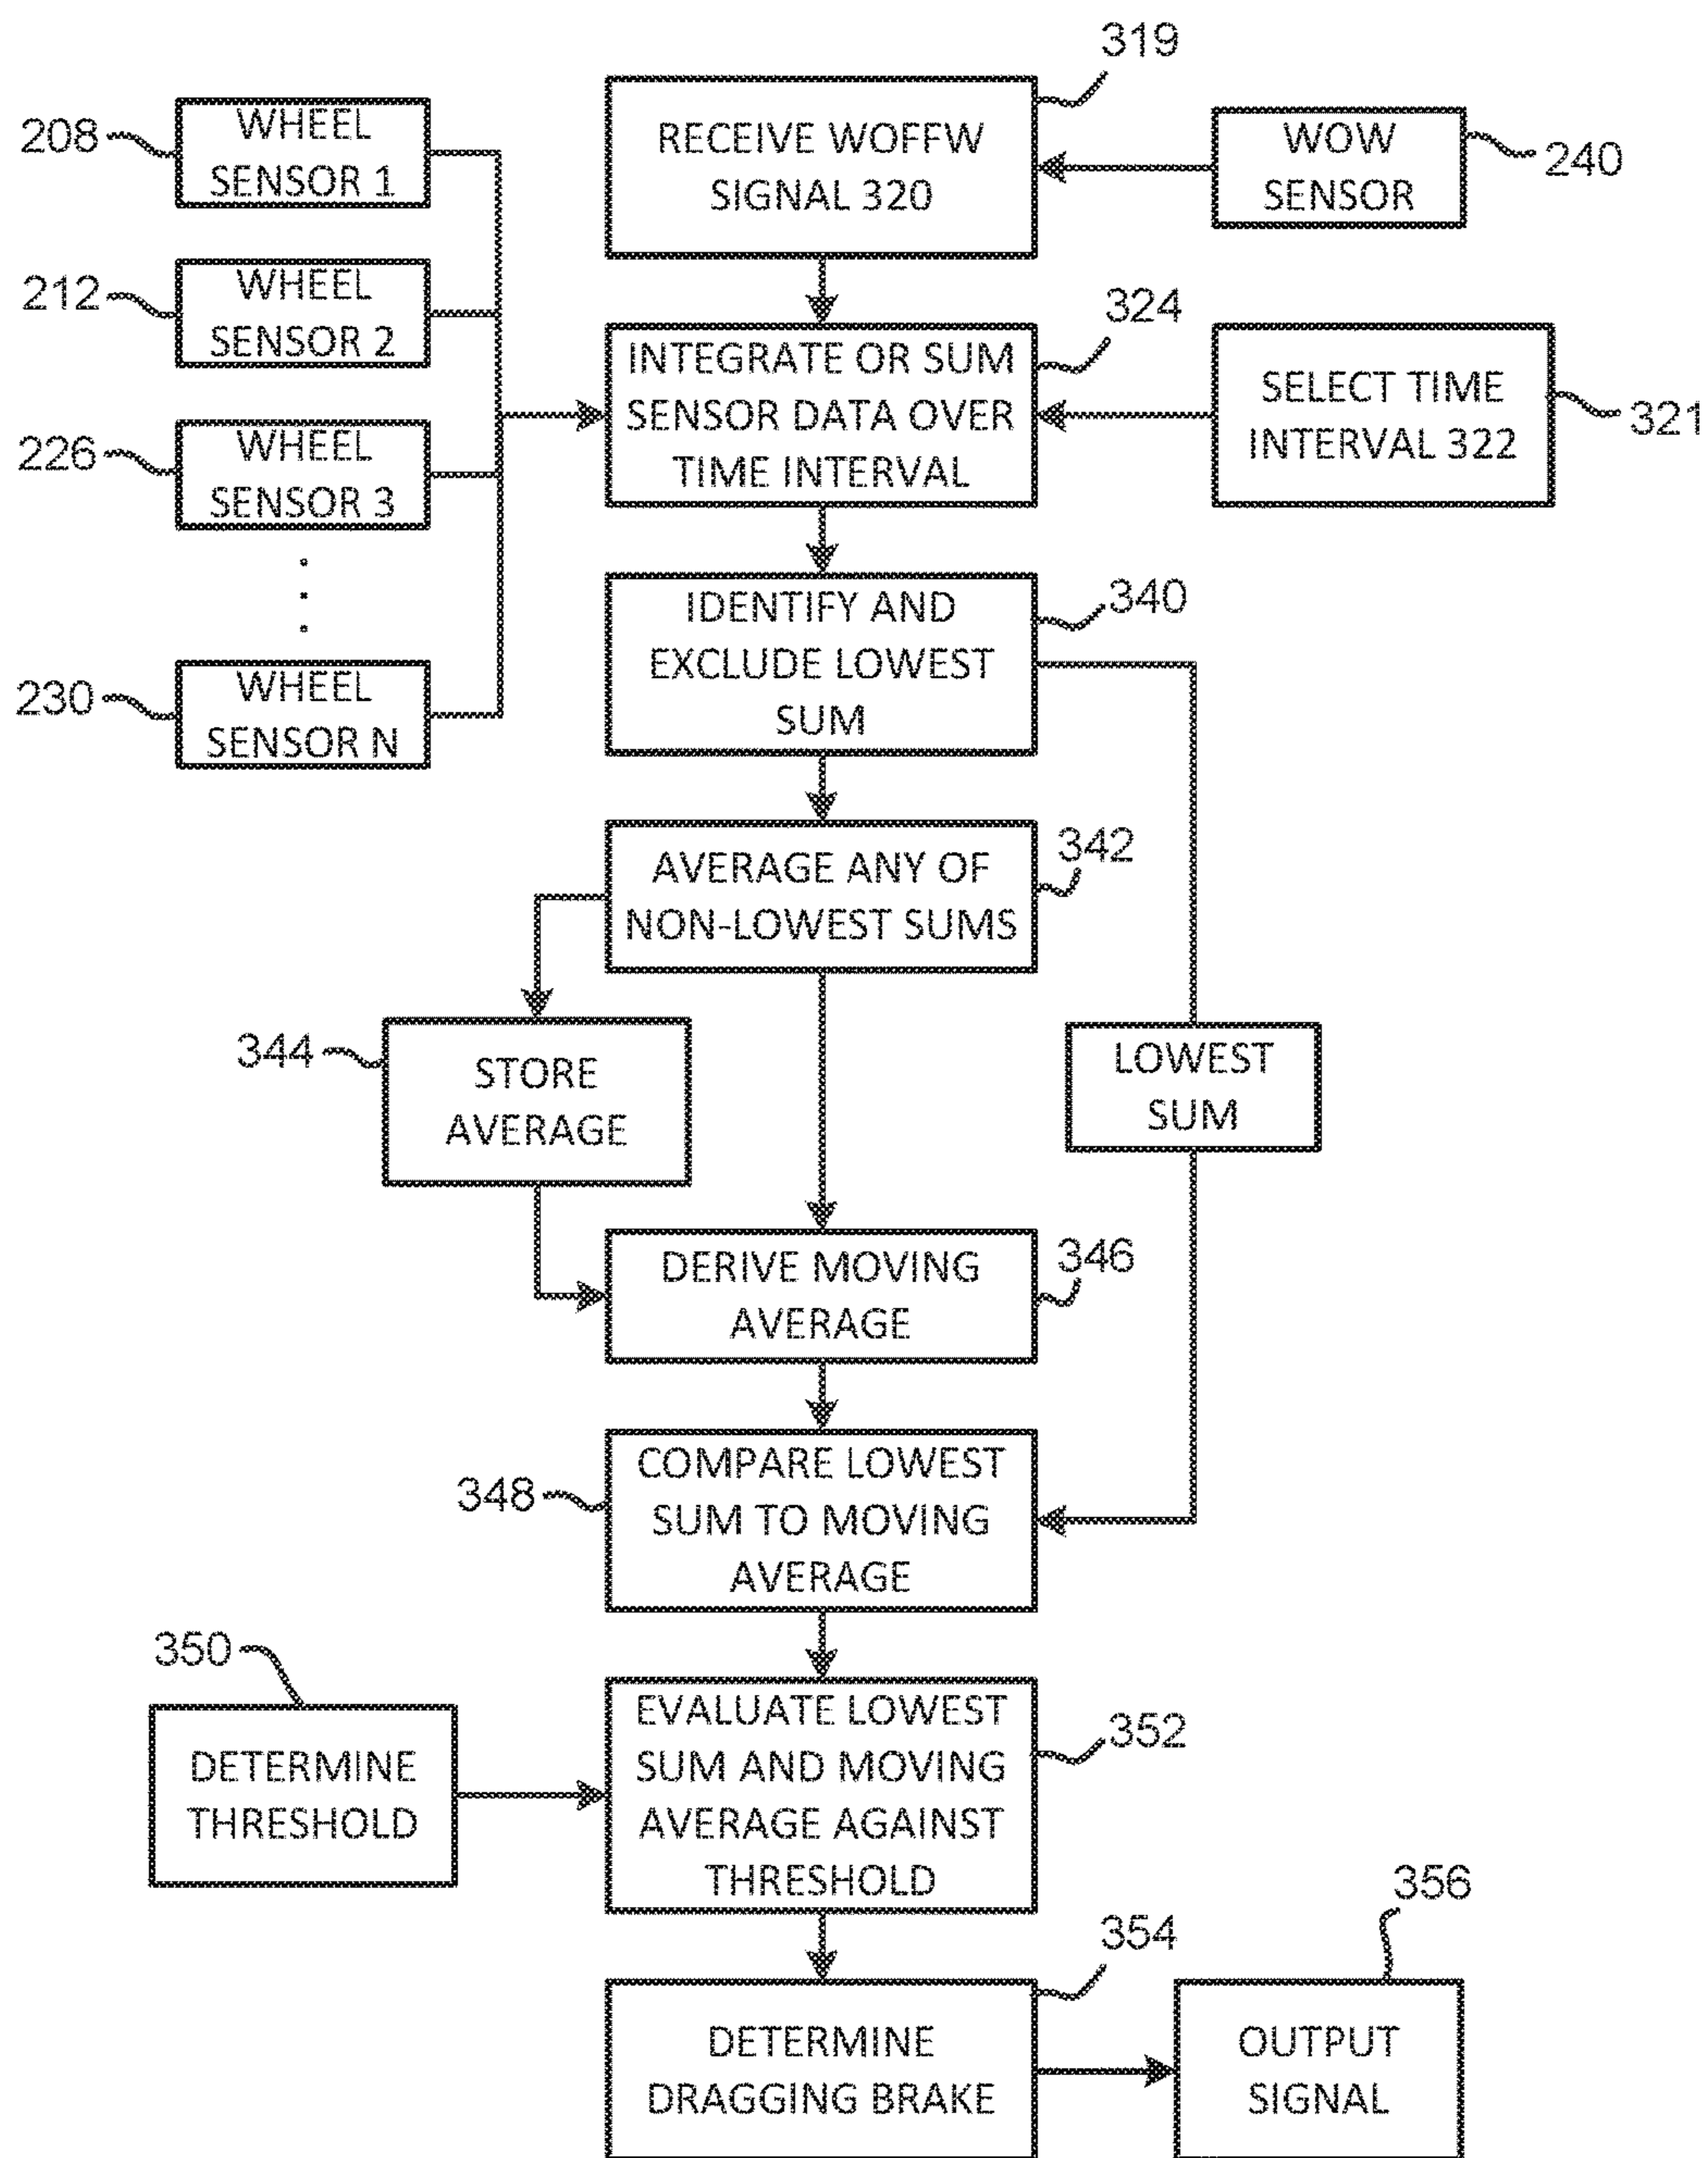 319
208
WHEEL
SENSOR 1
RECEIVE WOFFW
SIGNAL 320
WOW
SENSOR
240
212
WHEEL
SENSOR 2
324
INTEGRATE OR SUM
SENSOR DATA OVER
TIME INTERVAL
SELECT TIME
INTERVAL 322
321
226
WHEEL
SENSOR 3
340
IDENTIFY AND
EXCLUDE LOWEST
SUM
230
WHEEL
SENSOR N
342
AVERAGE ANY OF
NON-LOWEST SUMS
344
STORE
AVERAGE
LOWEST
SUM
346
DERIVE MOVING
AVERAGE
348
COMPARE LOWEST
SUM TO MOVING
AVERAGE
350
DETERMINE
THRESHOLD
EVALUATE LOWEST
SUM AND MOVING
AVERAGE AGAINST
THRESHOLD
352
354
356
DETERMINE
DRAGGING BRAKE
OUTPUT
SIGNAL